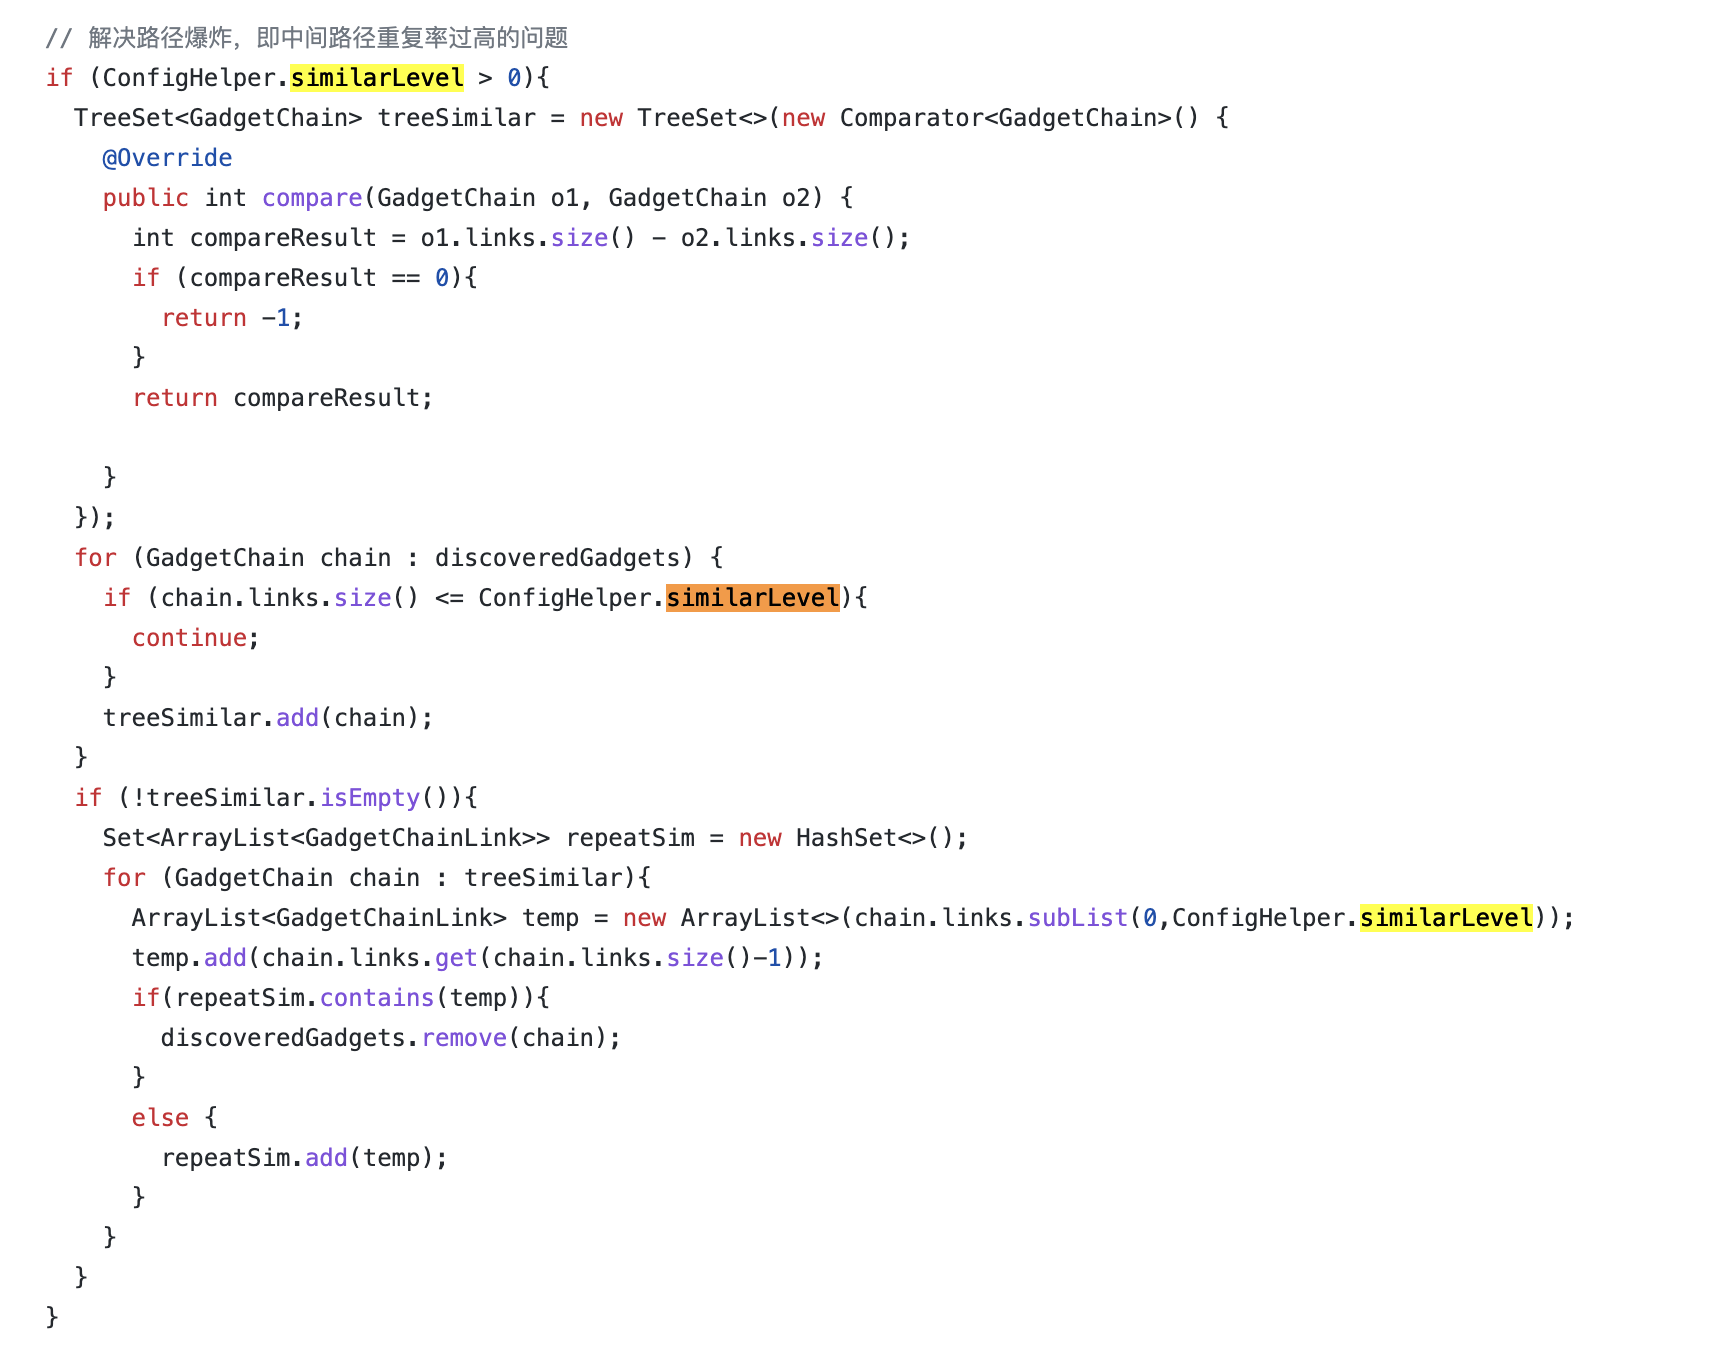 // 解决路径爆炸，即中间路径重复率过高的问题
if (ConfigHelper.similarLevel > 0){
  TreeSet<GadgetChain> treeSimilar = new TreeSet<>(new Comparator<GadgetChain>() {
    @Override
    public int compare(GadgetChain o1, GadgetChain o2) {
      int compareResult = o1.links.size() - o2.links.size();
      if (compareResult == 0){
        return -1;
      }
      return compareResult;

    }
  });
  for (GadgetChain chain : discoveredGadgets) {
    if (chain.links.size() <= ConfigHelper.similarLevel){
      continue;
    }
    treeSimilar.add(chain);
  }
  if (!treeSimilar.isEmpty()){
    Set<ArrayList<GadgetChainLink>> repeatSim = new HashSet<>();
    for (GadgetChain chain : treeSimilar){
      ArrayList<GadgetChainLink> temp = new ArrayList<>(chain.links.subList(0,ConfigHelper.similarLevel));
      temp.add(chain.links.get(chain.links.size()-1));
      if(repeatSim.contains(temp)){
        discoveredGadgets.remove(chain);
      }
      else {
        repeatSim.add(temp);
      }
    }
  }
}